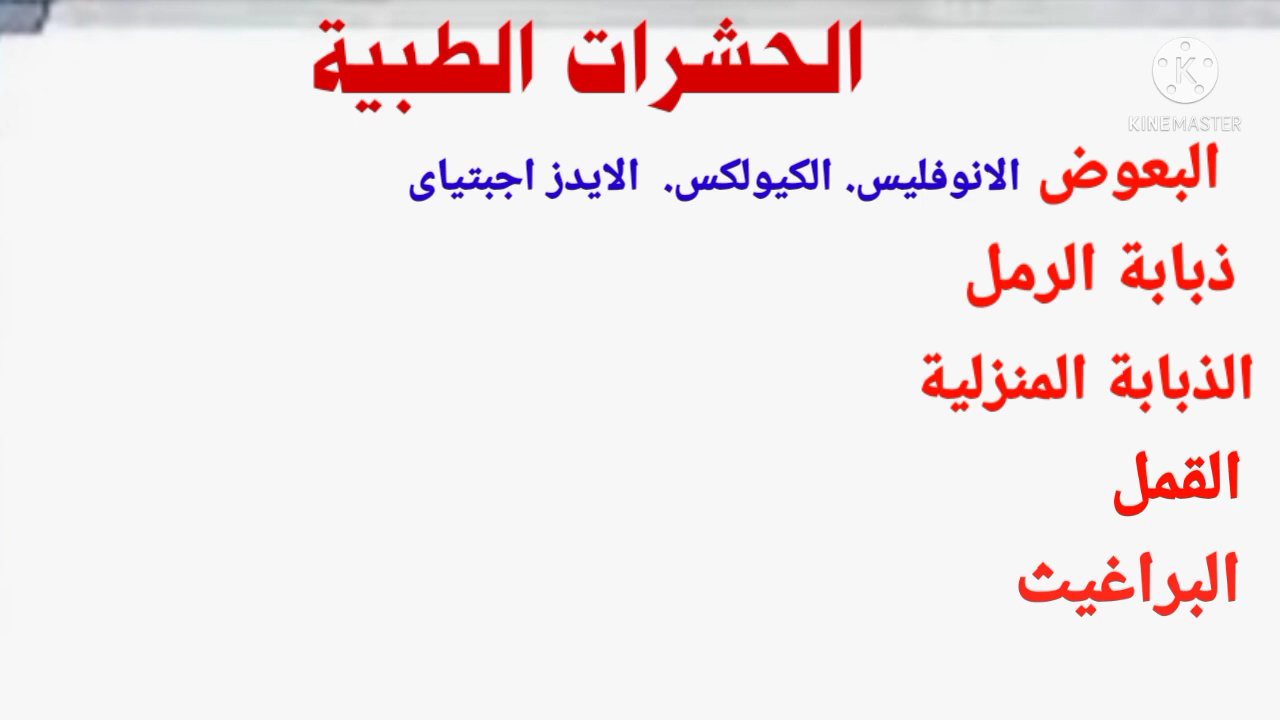 الحشرات الطبية
KINEMASTER
البعوض الانوفليس. الكيولكس. الايدز اجبتياى
ذبابة الرمل
الذبابة المنزلية
القمل
البراغيث